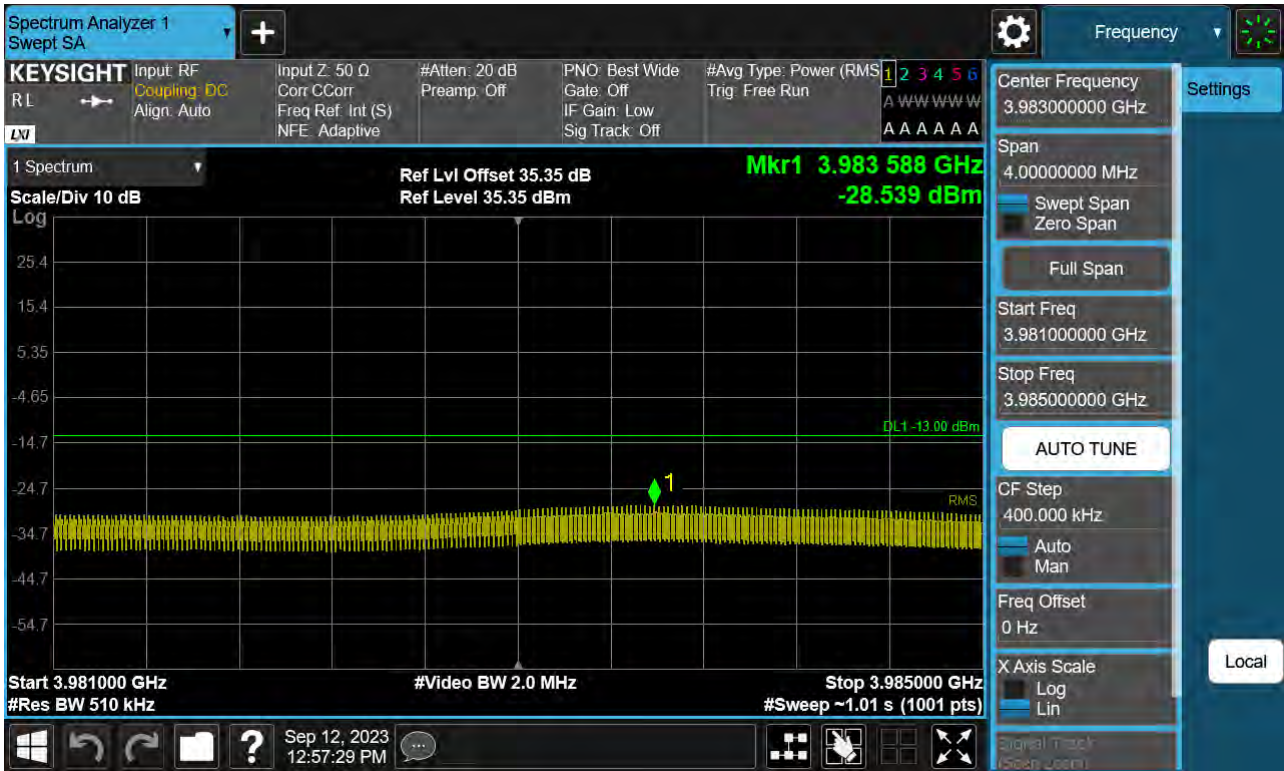 Spectrum Analyzer 1
Swept SA
Frequency
KEYSIGHT
RL
LXI
Input: RF
Coupling: DC
Align: Auto
Input Z: 50 Ω
Corr CCorr
Freq Ref: Int (S)
NFE: Adaptive
#Atten: 20 dB
Preamp: Off
PNO: Best Wide
Gate: Off
IF Gain: Low
Sig Track: Off
#Avg Type: Power (RMS
Trig: Free Run
1 2 3 4 5 6
A W W W W W
A A A A A A
1 Spectrum
Scale/Div 10 dB
Log
Ref Lvl Offset 35.35 dB
Ref Level 35.35 dBm
Mkr1 3.983 588 GHz
-28.539 dBm
25.4
15.4
5.35
-4.65
-14.7
-24.7
-34.7
-44.7
-54.7
DL1 -13.00 dBm
1
RMS
Start 3.981000 GHz
#Res BW 510 kHz
#Video BW 2.0 MHz
Stop 3.985000 GHz
#Sweep ~1.01 s (1001 pts)
Center Frequency
3.983000000 GHz
Span
4.00000000 MHz
Swept Span
Zero Span
Full Span
Start Freq
3.981000000 GHz
Stop Freq
3.985000000 GHz
AUTO TUNE
CF Step
400.000 kHz
Auto
Man
Freq Offset
0 Hz
X Axis Scale
Log
Lin
Signal Track
(Span Zoom)
Settings
Local
?
Sep 12, 2023
12:57:29 PM